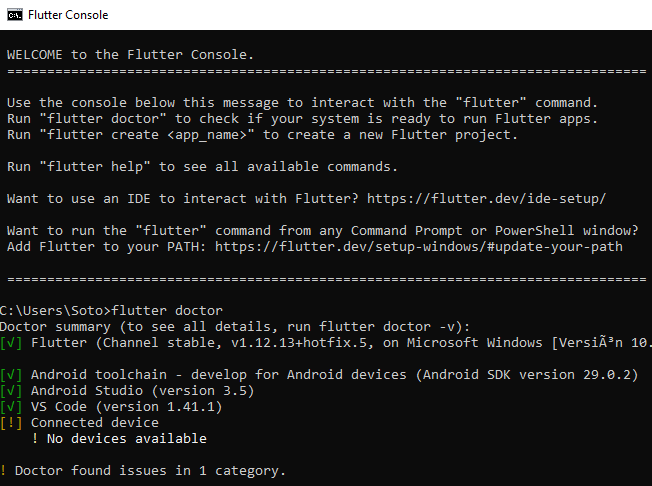 Flutter Console
WELCOME to the Flutter Console.
================================================================================
Use the console below this message to interact with the "flutter" command.
Run "flutter doctor" to check if your system is ready to run Flutter apps.
Run "flutter create <app_name>" to create a new Flutter project.
Run "flutter help" to see all available commands.
Want to use an IDE to interact with Flutter? https://flutter.dev/ide-setup/
Want to run the "flutter" command from any Command Prompt or PowerShell window?
Add Flutter to your PATH: https://flutter.dev/setup-windows/#update-your-path
================================================================================
C:\Users\Soto>flutter doctor
Doctor summary (to see all details, run flutter doctor -v):
[√] Flutter (Channel stable, v1.12.13+hotfix.5, on Microsoft Windows [VersiÃ³n 10.
[√] Android toolchain - develop for Android devices (Android SDK version 29.0.2)
[√] Android Studio (version 3.5)
[√] VS Code (version 1.41.1)
[!] Connected device
! No devices available
! Doctor found issues in 1 category.